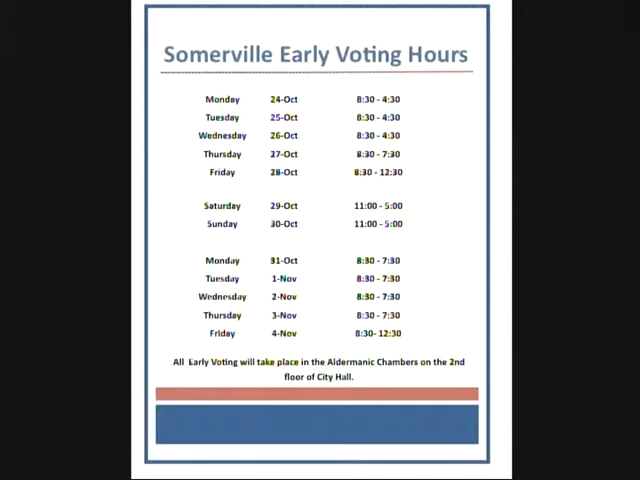 Somerville Early Voting Hours
Monday 24-Oct 8:30 - 4:30
Tuesday 25-Oct 8:30 - 4:30
Wednesday 26-Oct 8:30 - 4:30
Thursday 27-Oct 8:30 - 7:30
Friday 28-Oct 8:30 - 12:30
Saturday 29-Oct 11:00 - 5:00
Sunday 30-Oct 11:00 - 5:00
Monday 31-Oct 8:30 - 7:30
Tuesday 1-Nov 8:30 - 7:30
Wednesday 2-Nov 8:30 - 7:30
Thursday 3-Nov 8:30 - 7:30
Friday 4-Nov 8:30- 12:30
All Early Voting will take place in the Aldermanic Chambers on the 2nd
floor of City Hall.